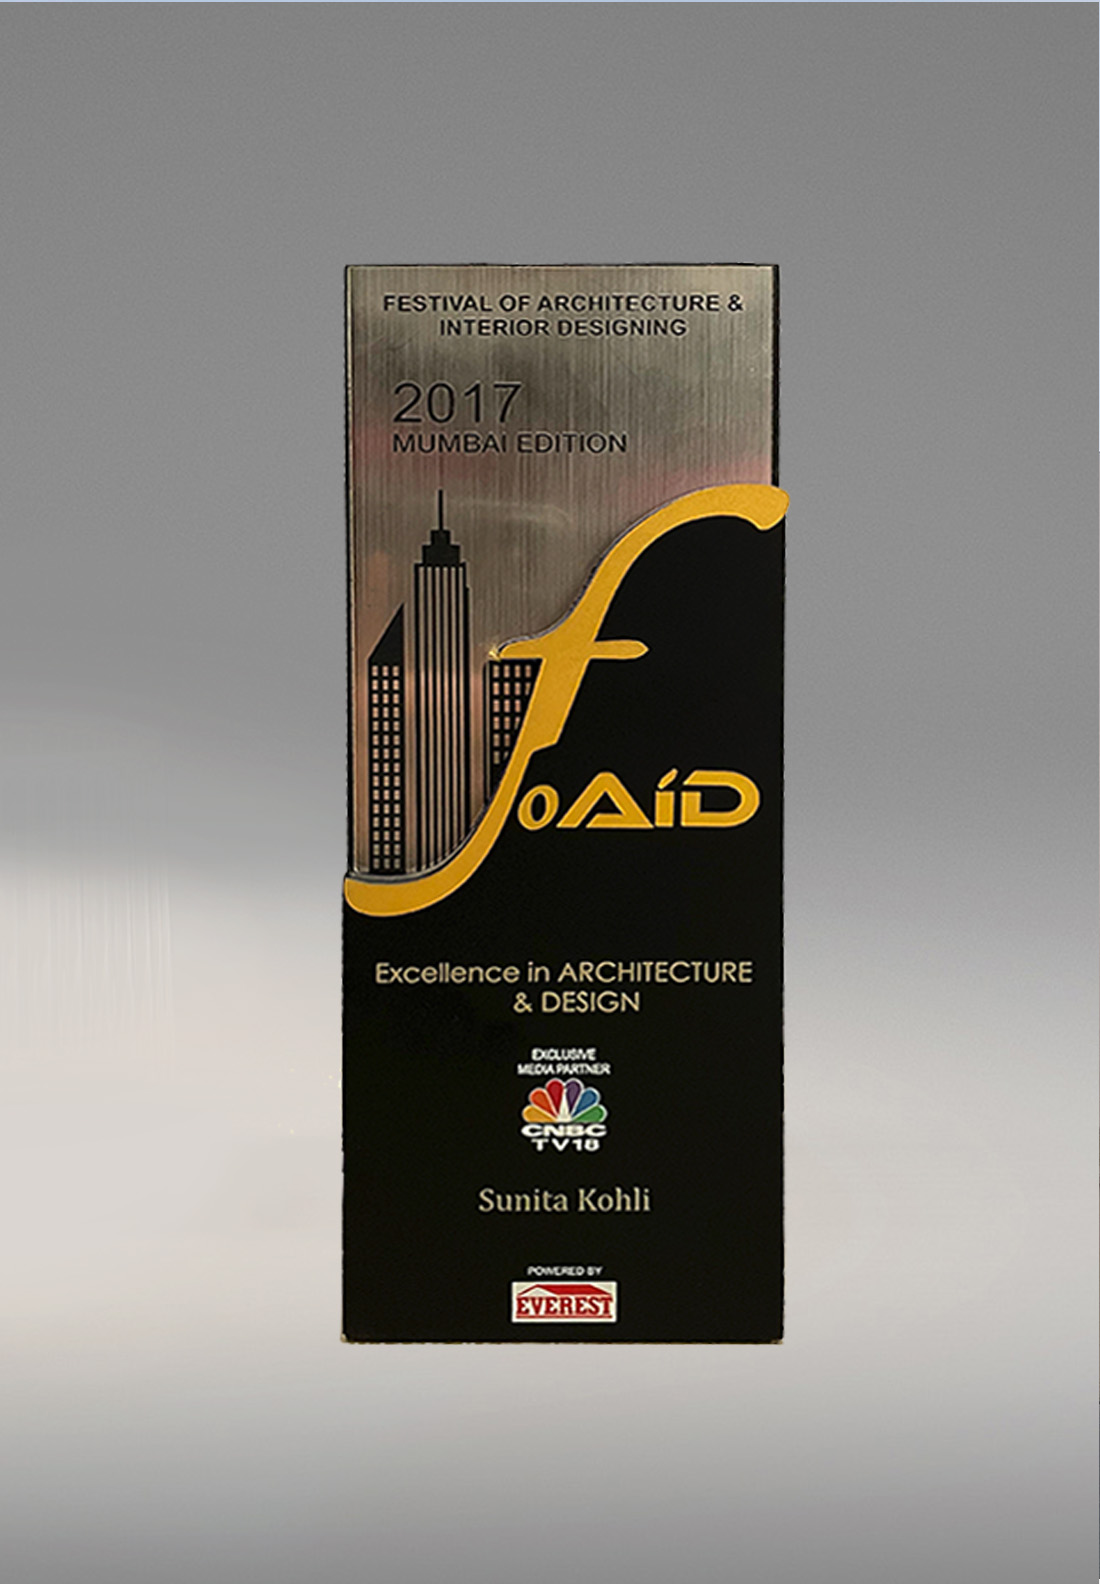 FESTIVAL OF ARCHITECTURE &
INTERIOR DESIGNING
2017
MUMBAI EDITION
foAiD
Excellence in ARCHITECTURE
& DESIGN
EXCLUSIVE
MEDIA PARTNER
CNBC
TV18
Sunita Kohli
POWERED BY
EVEREST